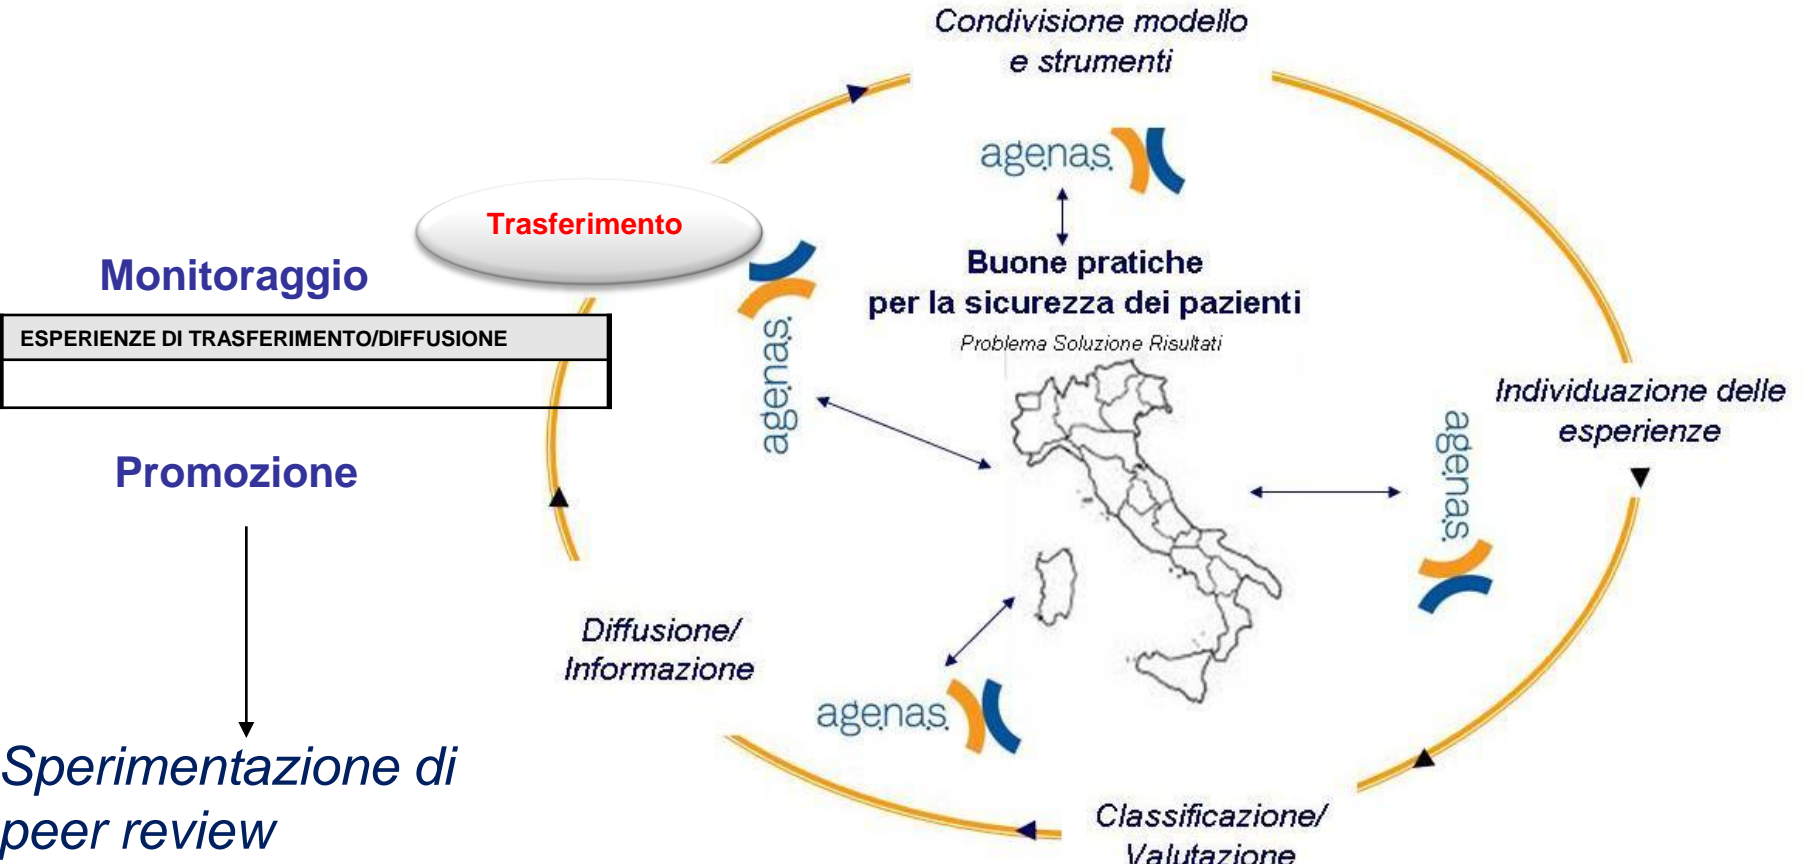 Condivisione modello
e strumenti
agenas.
Trasferimento
Buone pratiche
per la sicurezza dei pazienti
Problema Soluzione Risultati
Monitoraggio
ESPERIENZE DI TRASFERIMENTO/DIFFUSIONE
agenas.
Individuazione delle
esperienze
agenas.
Promozione
Diffusione/
Informazione
agenas.
Sperimentazione di
peer review
Classificazione/
Valutazione